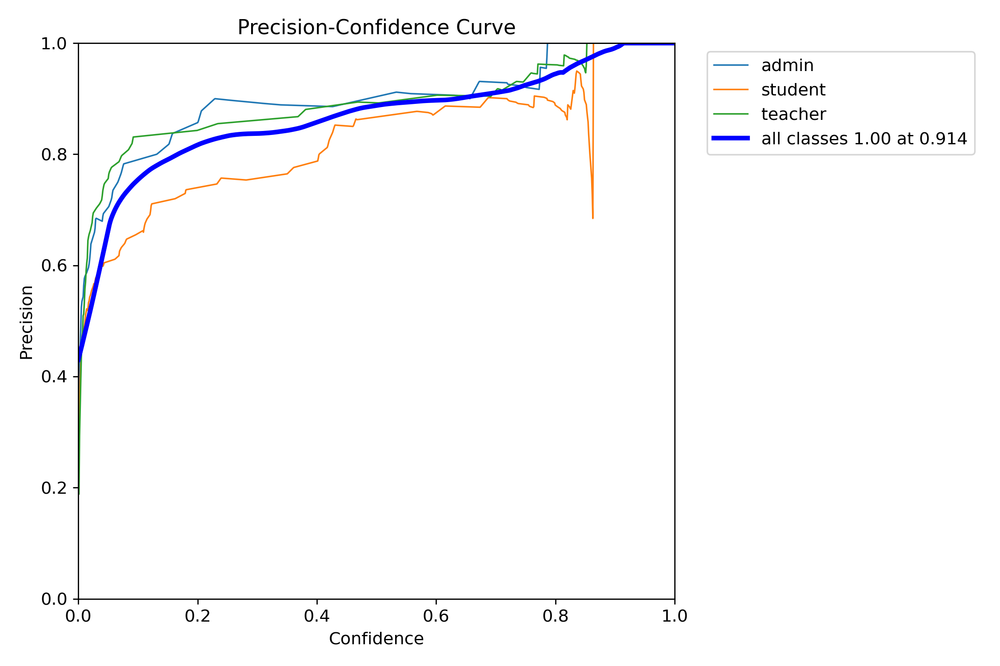 Precision-Confidence Curve
1.0
0.8
0.6
0.4
0.2
0.0
Precision
0.0 0.2 0.4 0.6 0.8 1.0
Confidence
admin
student
teacher
all classes 1.00 at 0.914